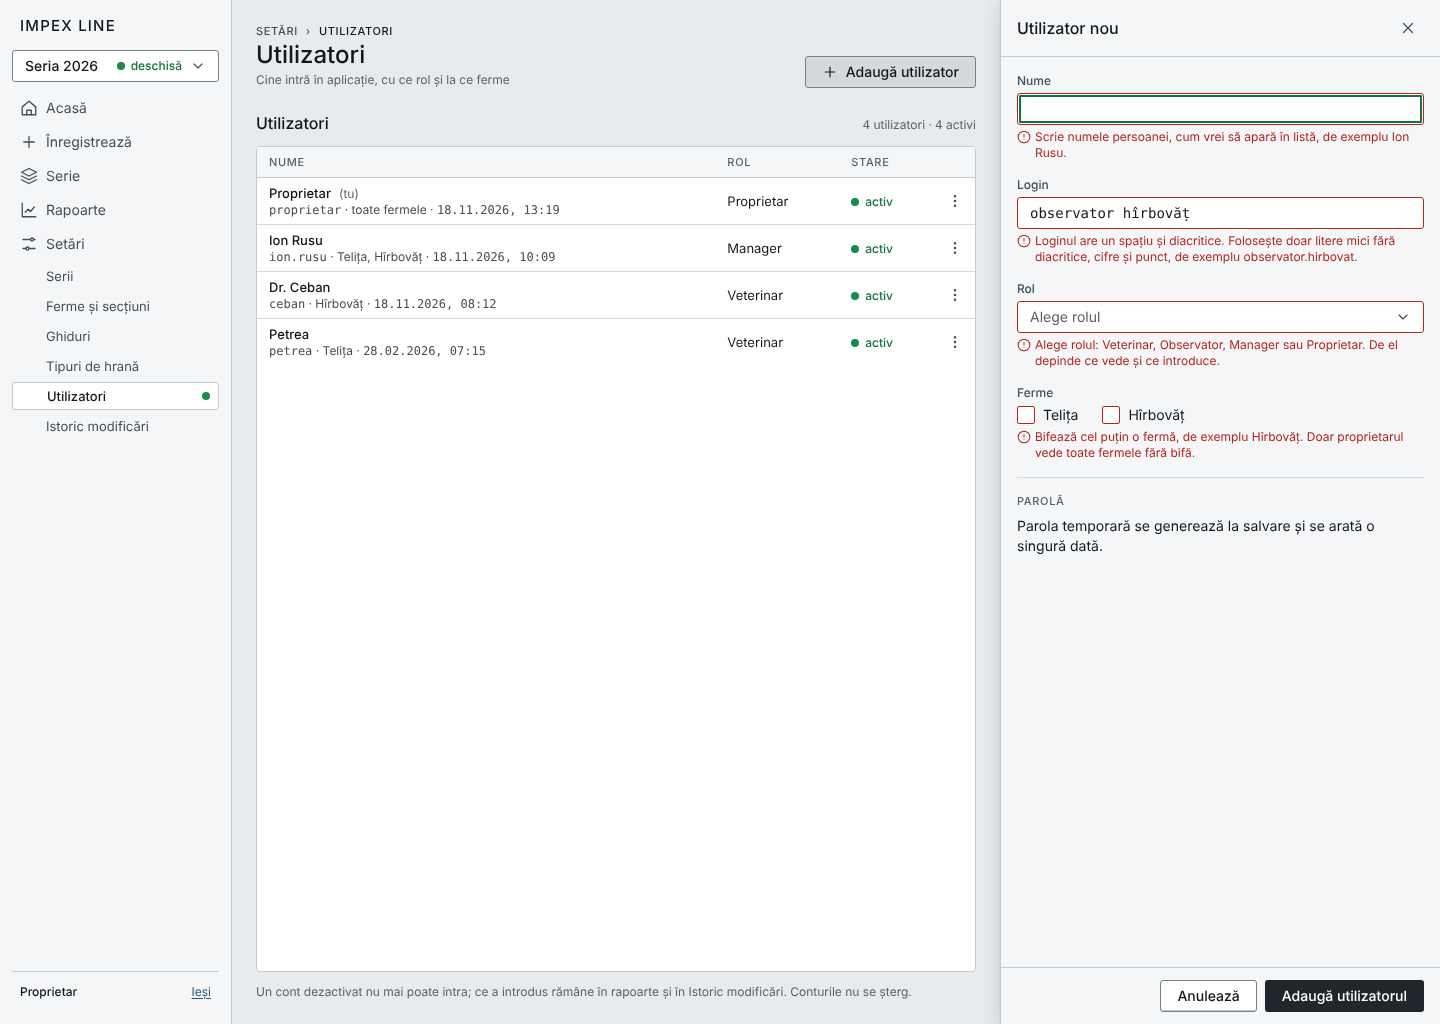 IMPEX LINE
Seria 2026 deschisă
Acasă
Înregistrează
Serie
Rapoarte
Setări
Serii
Ferme și secțiuni
Ghiduri
Tipuri de hrană
Utilizatori
Istoric modificări
Proprietar Ieși
SETĂRI › UTILIZATORI
Utilizatori
Cine intră în aplicație, cu ce rol și la ce ferme
Adaugă utilizator
Utilizatori 4 utilizatori · 4 activi
NUME ROL STARE
Proprietar (tu)
proprietar · toate fermele · 18.11.2026, 13:19
Proprietar activ
Ion Rusu
ion.rusu · Telița, Hîrbovăț · 18.11.2026, 10:09
Manager activ
Dr. Ceban
ceban · Hîrbovăț · 18.11.2026, 08:12
Veterinar activ
Petrea
petrea · Telița · 28.02.2026, 07:15
Veterinar activ
Un cont dezactivat nu mai poate intra; ce a introdus rămâne în rapoarte și în Istoric modificări. Conturile nu se șterg.
Utilizator nou
Nume
Scrie numele persoanei, cum vrei să apară în listă, de exemplu Ion
Rusu.
Login
observator hîrbovăț
Loginul are un spațiu și diacritice. Folosește doar litere mici fără
diacritice, cifre și punct, de exemplu observator.hirbovat.
Rol
Alege rolul
Alege rolul: Veterinar, Observator, Manager sau Proprietar. De el
depinde ce vede și ce introduce.
Ferme
Telița Hîrbovăț
Bifează cel puțin o fermă, de exemplu Hîrbovăț. Doar proprietarul
vede toate fermele fără bifă.
PAROLĂ
Parola temporară se generează la salvare și se arată o
singură dată.
Anulează Adaugă utilizatorul